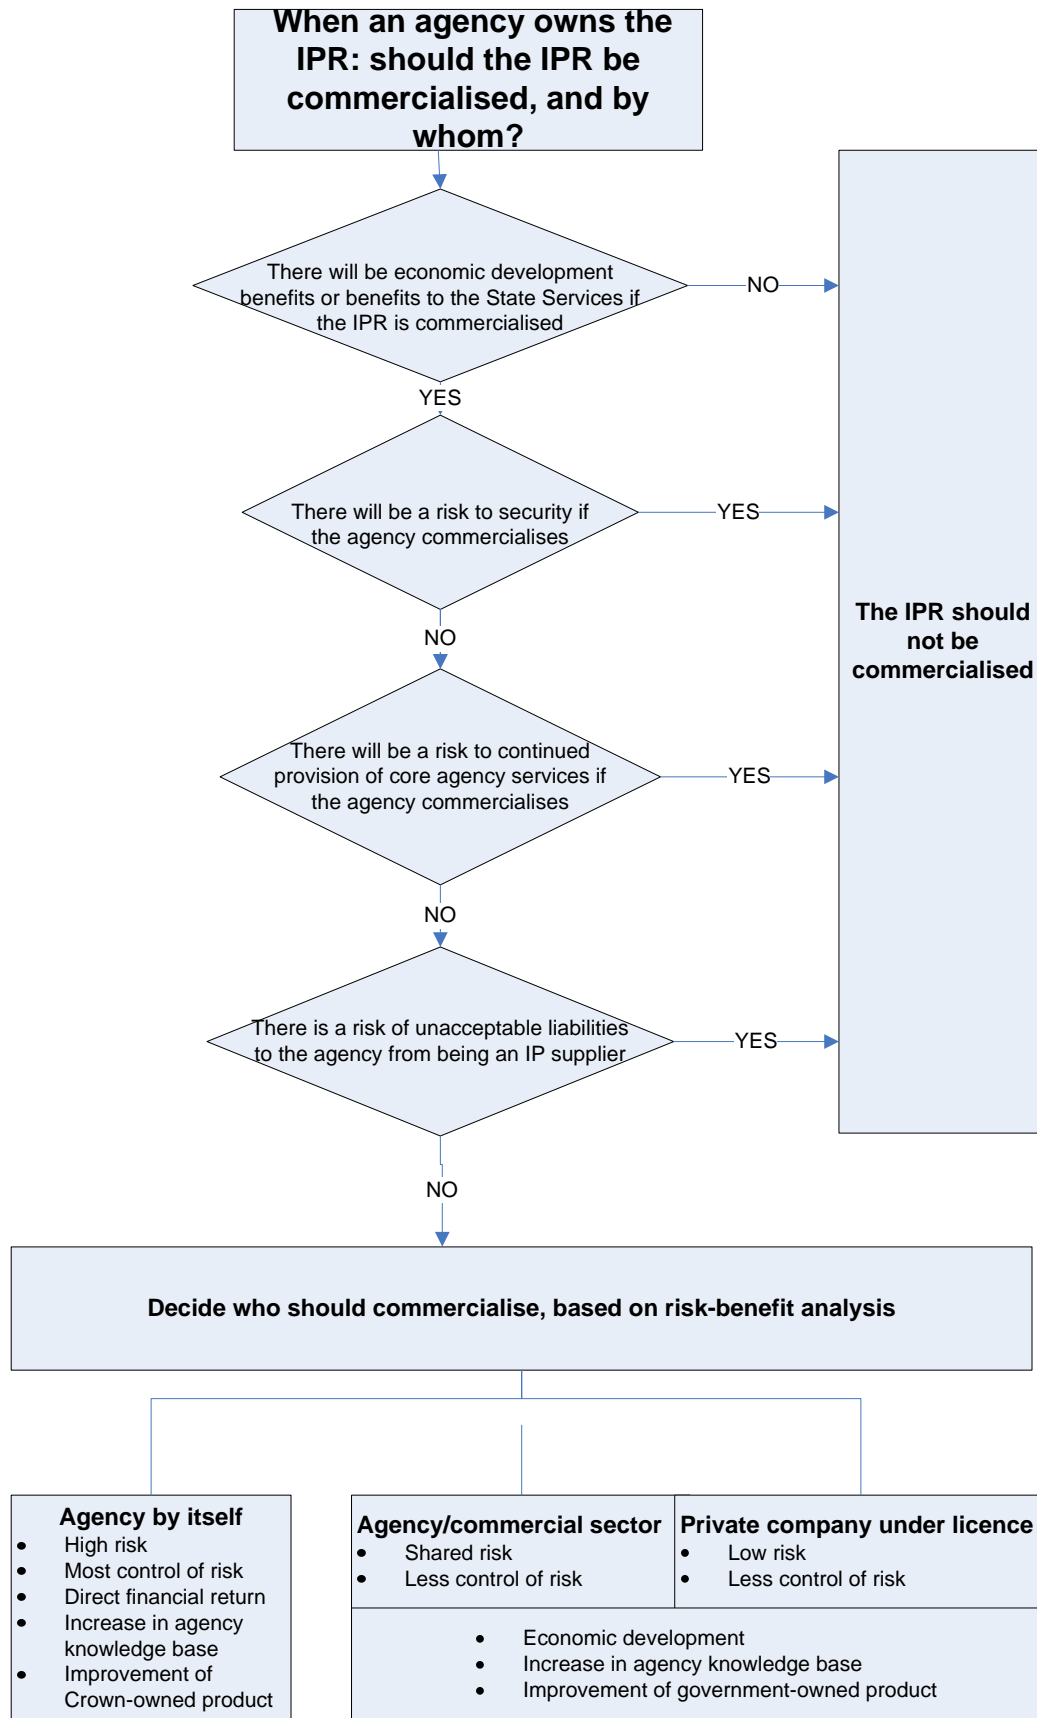 When an agency owns the
IPR: should the IPR be
commercialised, and by
whom?
There will be economic development
benefits or benefits to the State Services if
the IPR is commercialised
NO
YES
There will be a risk to security if
the agency commercialises
YES
NO
The IPR should
not be
commercialised
There will be a risk to continued
provision of core agency services if
the agency commercialises
YES
NO
There is a risk of unacceptable liabilities
to the agency from being an IP supplier
YES
NO
Decide who should commercialise, based on risk-benefit analysis
Agency by itself
• High risk
• Most control of risk
• Direct financial return
• Increase in agency
knowledge base
• Improvement of
Crown-owned product
Agency/commercial sector
• Shared risk
• Less control of risk
Private company under licence
• Low risk
• Less control of risk
• Economic development
• Increase in agency knowledge base
• Improvement of government-owned product